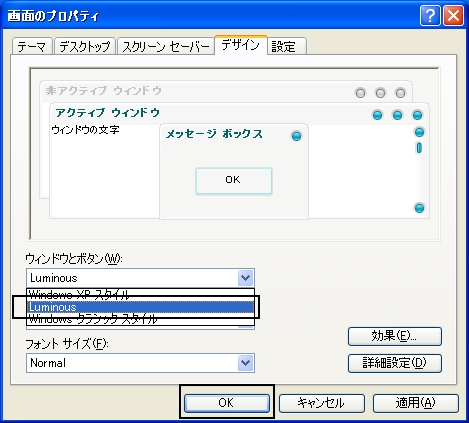 画面のプロパティ
テーマ デスクトップ スクリーン セーバー デザイン 設定
非アクティブ ウィンドウ
アクティブ ウィンドウ
ウィンドウの文字
メッセージ ボックス
OK
ウィンドウとボタン(W):
Luminous
Windows XP スタイル
Luminous
Windows クラシック スタイル
フォント サイズ(F):
Normal
効果(E)...
詳細設定(D)
OK キャンセル 適用(A)